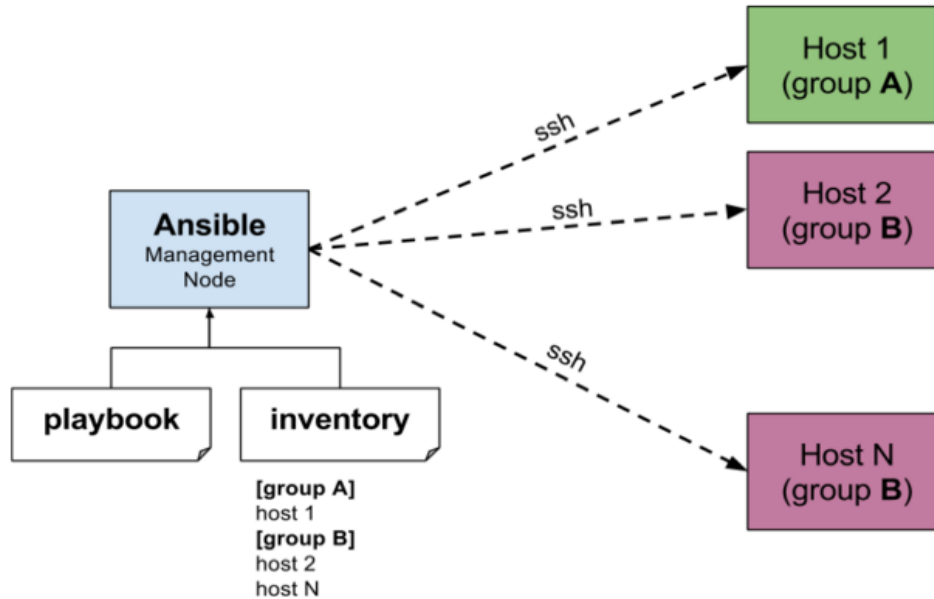 Host 1
(group A)
ssh
Host 2
(group B)
ssh
Ansible
Management
Node
ssh
playbook
inventory
Host N
(group B)
[group A]
host 1
[group B]
host 2
host N